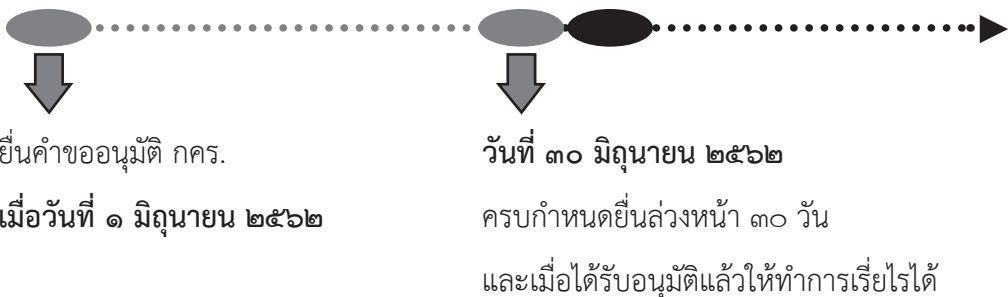 ยื่นคำขออนุมัติ กคร.
เมื่อวันที่ ๑ มิถุนายน ๒๕๖๒
วันที่ ๓๐ มิถุนายน ๒๕๖๒
ครบกำหนดยื่นล่วงหน้า ๓๐ วัน
และเมื่อได้รับอนุมัติแล้วให้ทำการเรี่ยไรได้